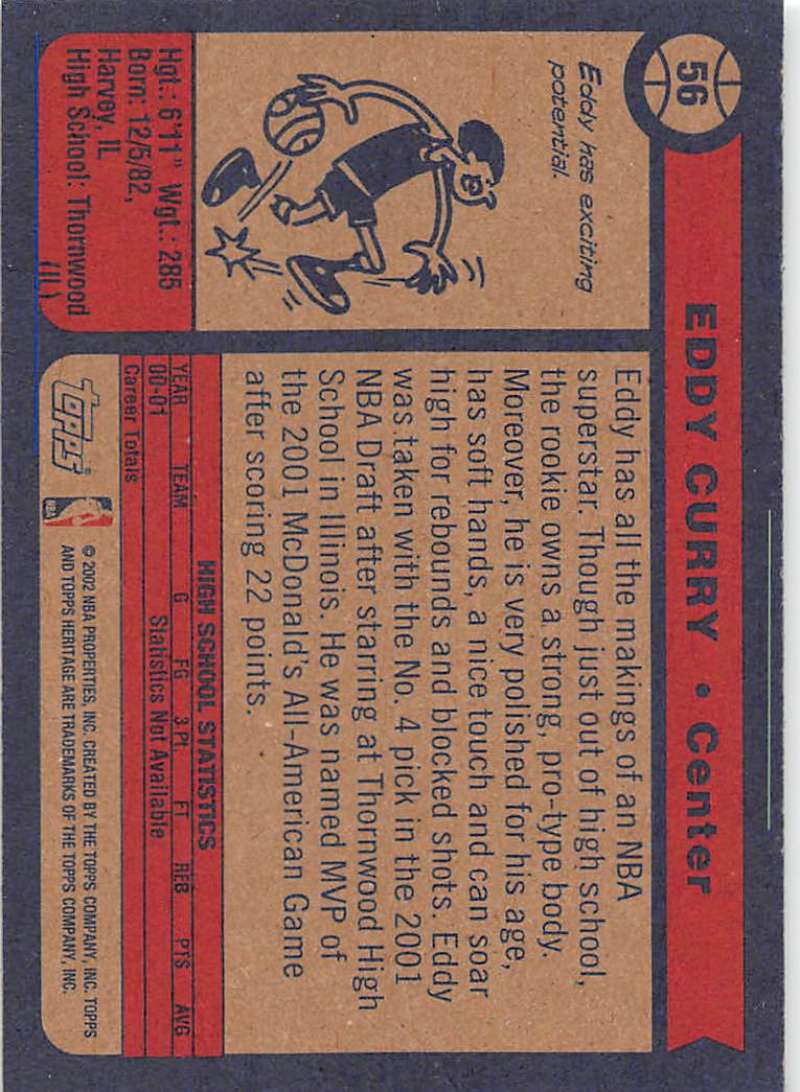 56
EDDY CURRY • Center
Eddy has exciting
potential.
Hgt.: 6'11" Wgt.: 285
Born: 12/5/82,
Harvey, IL
High School: Thornwood
(IL)
Eddy has all the makings of an NBA
superstar. Though just out of high school,
the rookie owns a strong, pro-type body.
Moreover, he is very polished for his age,
has soft hands, a nice touch and can soar
high for rebounds and blocked shots. Eddy
was taken with the No. 4 pick in the 2001
NBA Draft after starring at Thornwood High
School in Illinois. He was named MVP of
the 2001 McDonald's All-American Game
after scoring 22 points.
HIGH SCHOOL STATISTICS
YEAR TEAM G FG 3 Pt. FT REB PTS AVG
00-01 Statistics Not Available
Career Totals
TOPPS® NBA
© 2002 NBA PROPERTIES, INC. CREATED BY THE TOPPS COMPANY, INC. TOPPS
AND TOPPS HERITAGE ARE TRADEMARKS OF THE TOPPS COMPANY, INC.